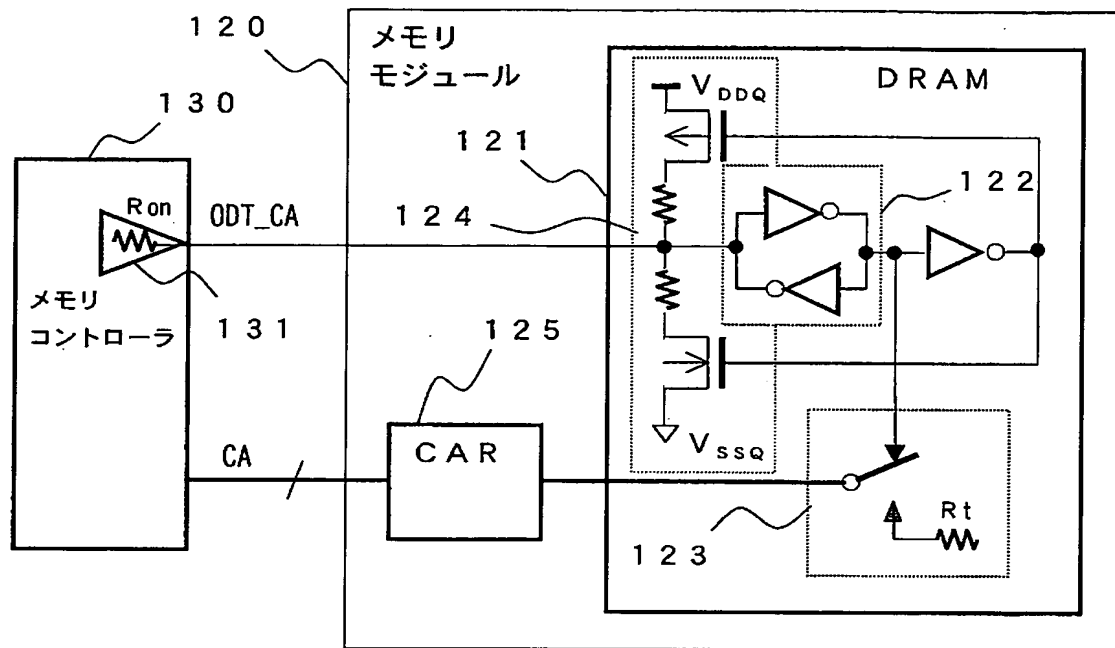 120
メモリ
モジュール
DRAM
VDDQ
130
121
122
Ron
ODT_CA
124
メモリ
コントローラ
131
125
CA
CAR
VSSQ
Rt
123